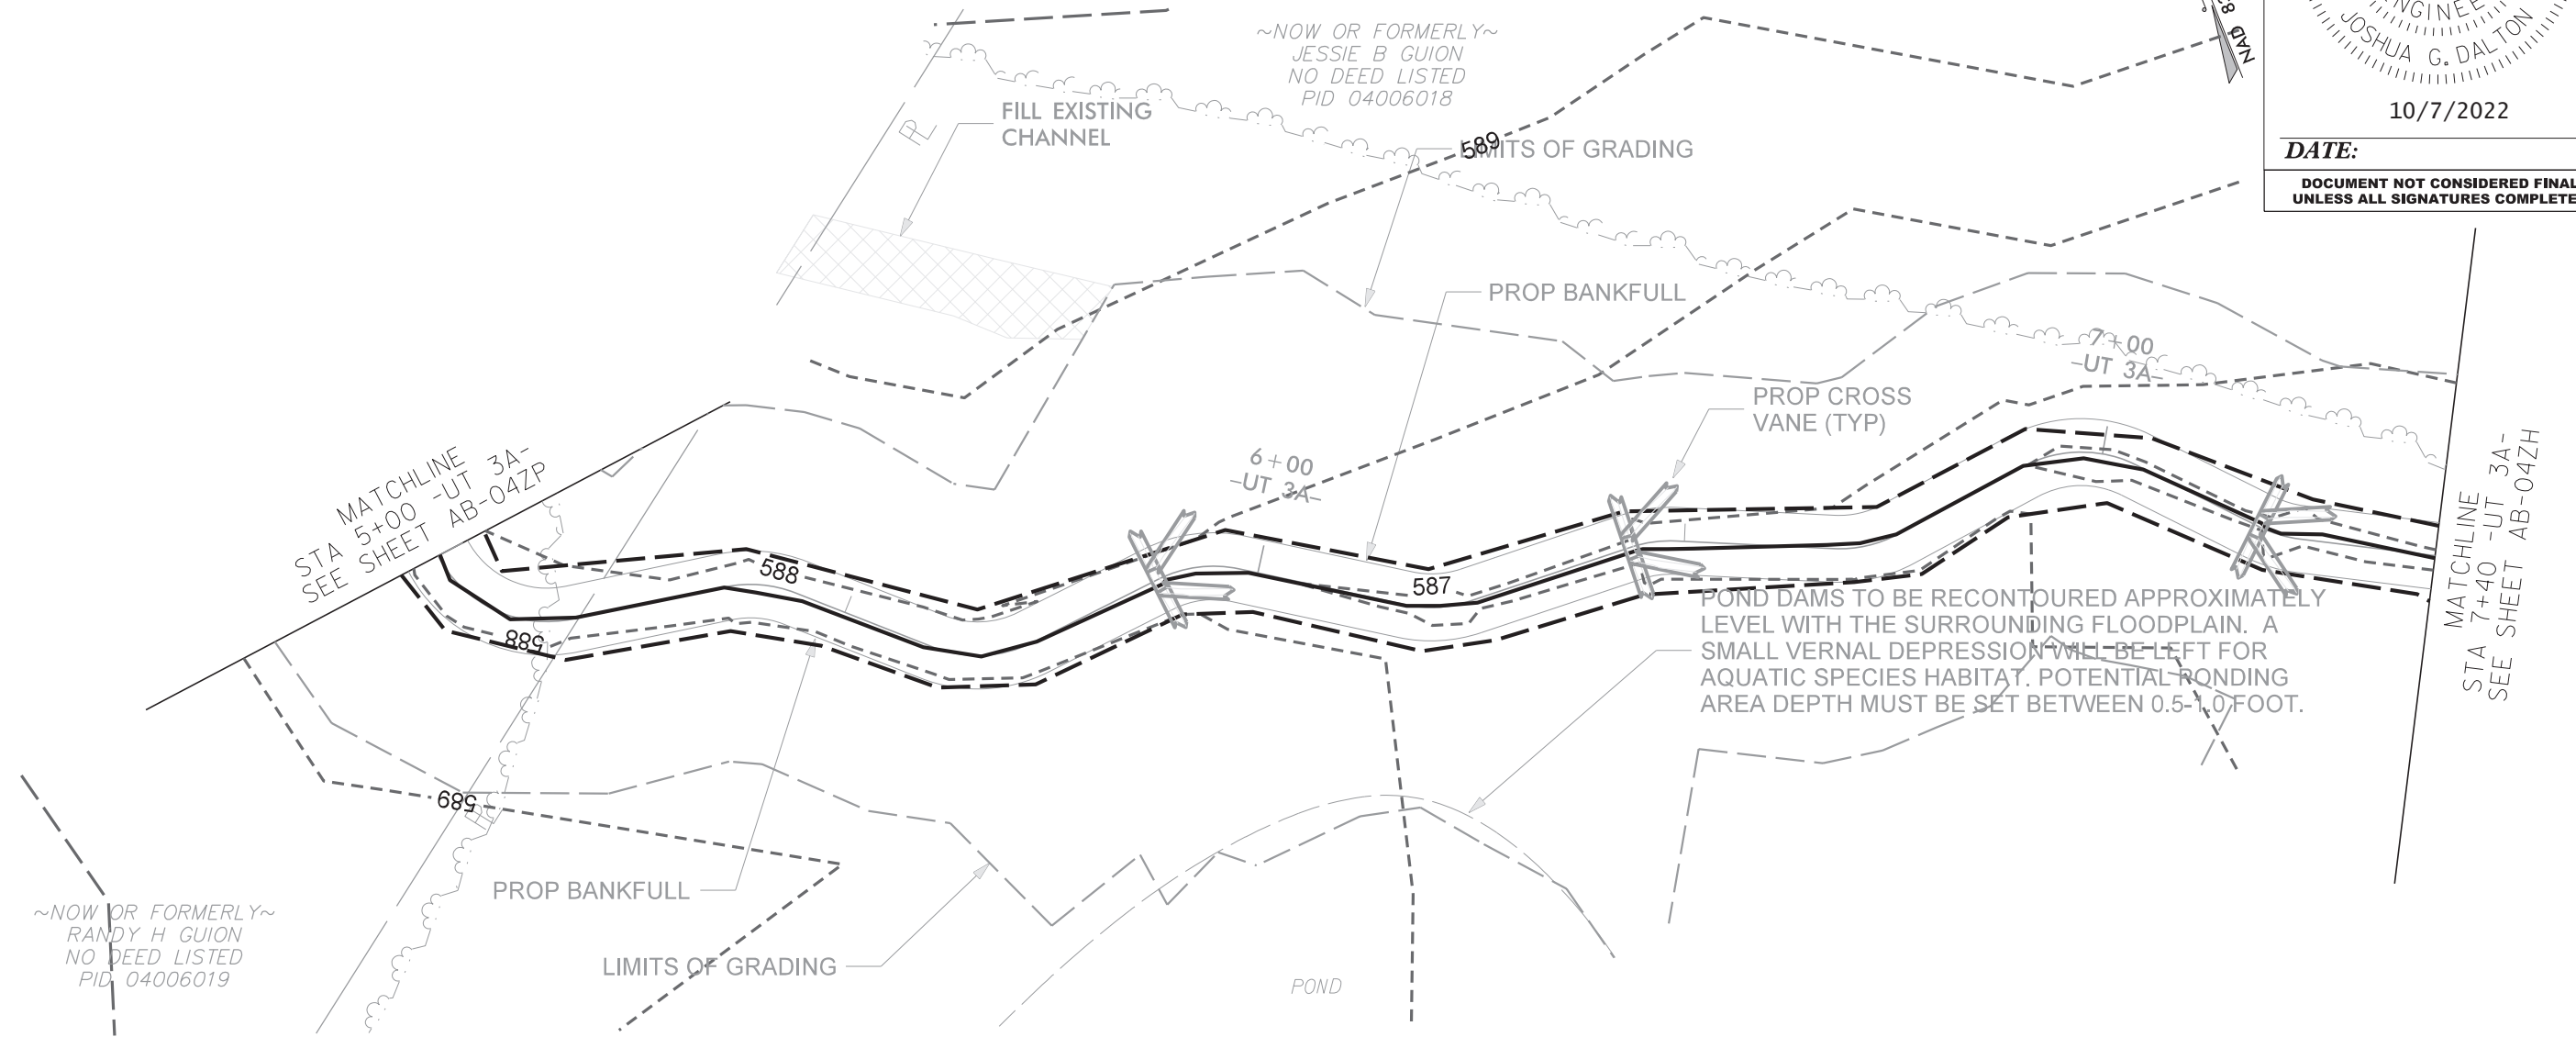 ~NOW OR FORMERLY~
JESSIE B GUION
NO DEED LISTED
PID 04006018
NAD 8
JOSHUA G. DALTON
10/7/2022
DATE:
DOCUMENT NOT CONSIDERED FINAL
UNLESS ALL SIGNATURES COMPLETE
FILL EXISTING
CHANNEL
PL
589
LIMITS OF GRADING
PROP BANKFULL
7+00
-UT 3A-
PROP CROSS
VANE (TYP)
6+00
-UT 3A-
MATCHLINE
STA 5+00 -UT 3A-
SEE SHEET AB-04ZP
588
588
587
POND DAMS TO BE RECONTOURED APPROXIMATELY
LEVEL WITH THE SURROUNDING FLOODPLAIN. A
SMALL VERNAL DEPRESSION WILL BE LEFT FOR
AQUATIC SPECIES HABITAT. POTENTIAL PONDING
AREA DEPTH MUST BE SET BETWEEN 0.5-1.0 FOOT.
MATCHLINE
STA 7+40 -UT 3A-
SEE SHEET AB-04ZH
589
PL
PROP BANKFULL
~NOW OR FORMERLY~
RANDY H GUION
NO DEED LISTED
PID 04006019
LIMITS OF GRADING
POND